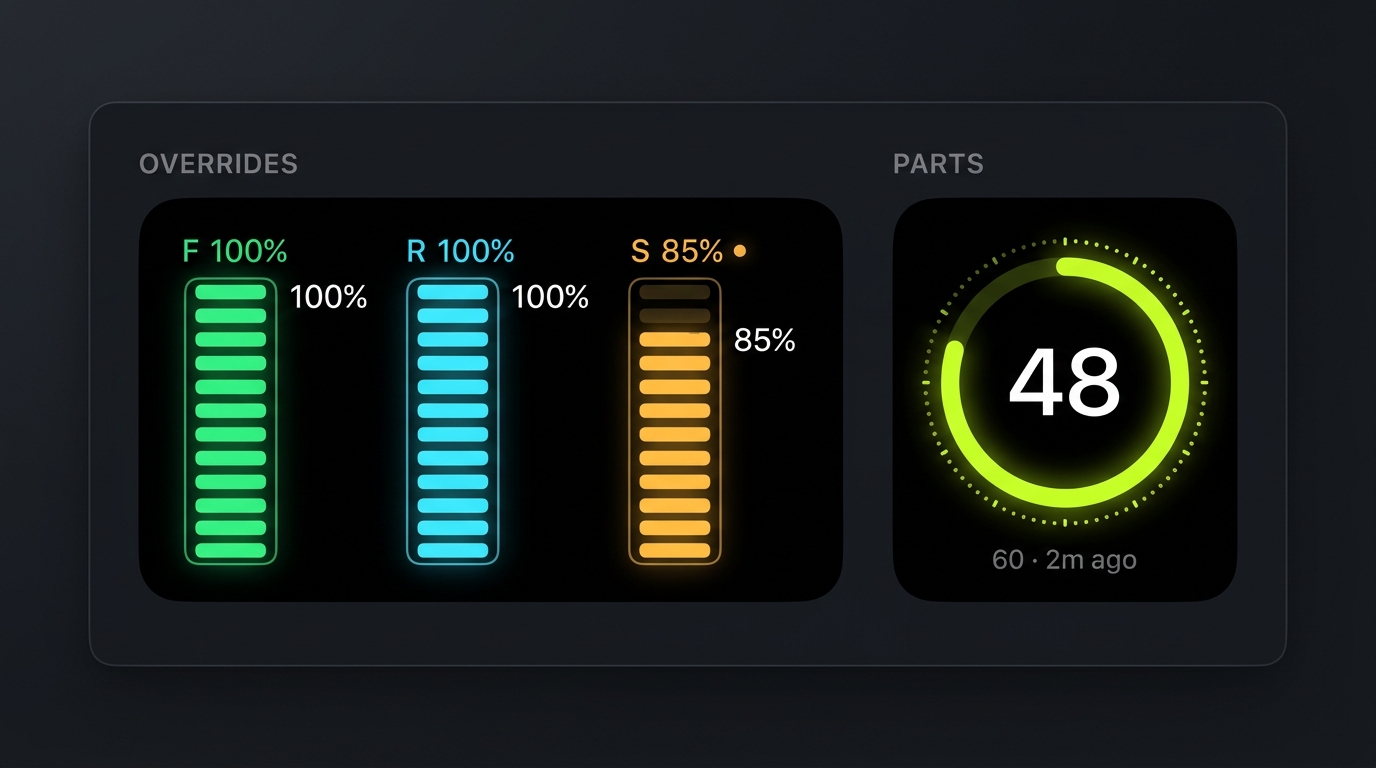 OVERRIDES
F 100%
100%
R 100%
100%
S 85% •
85%
PARTS
48
60 · 2m ago